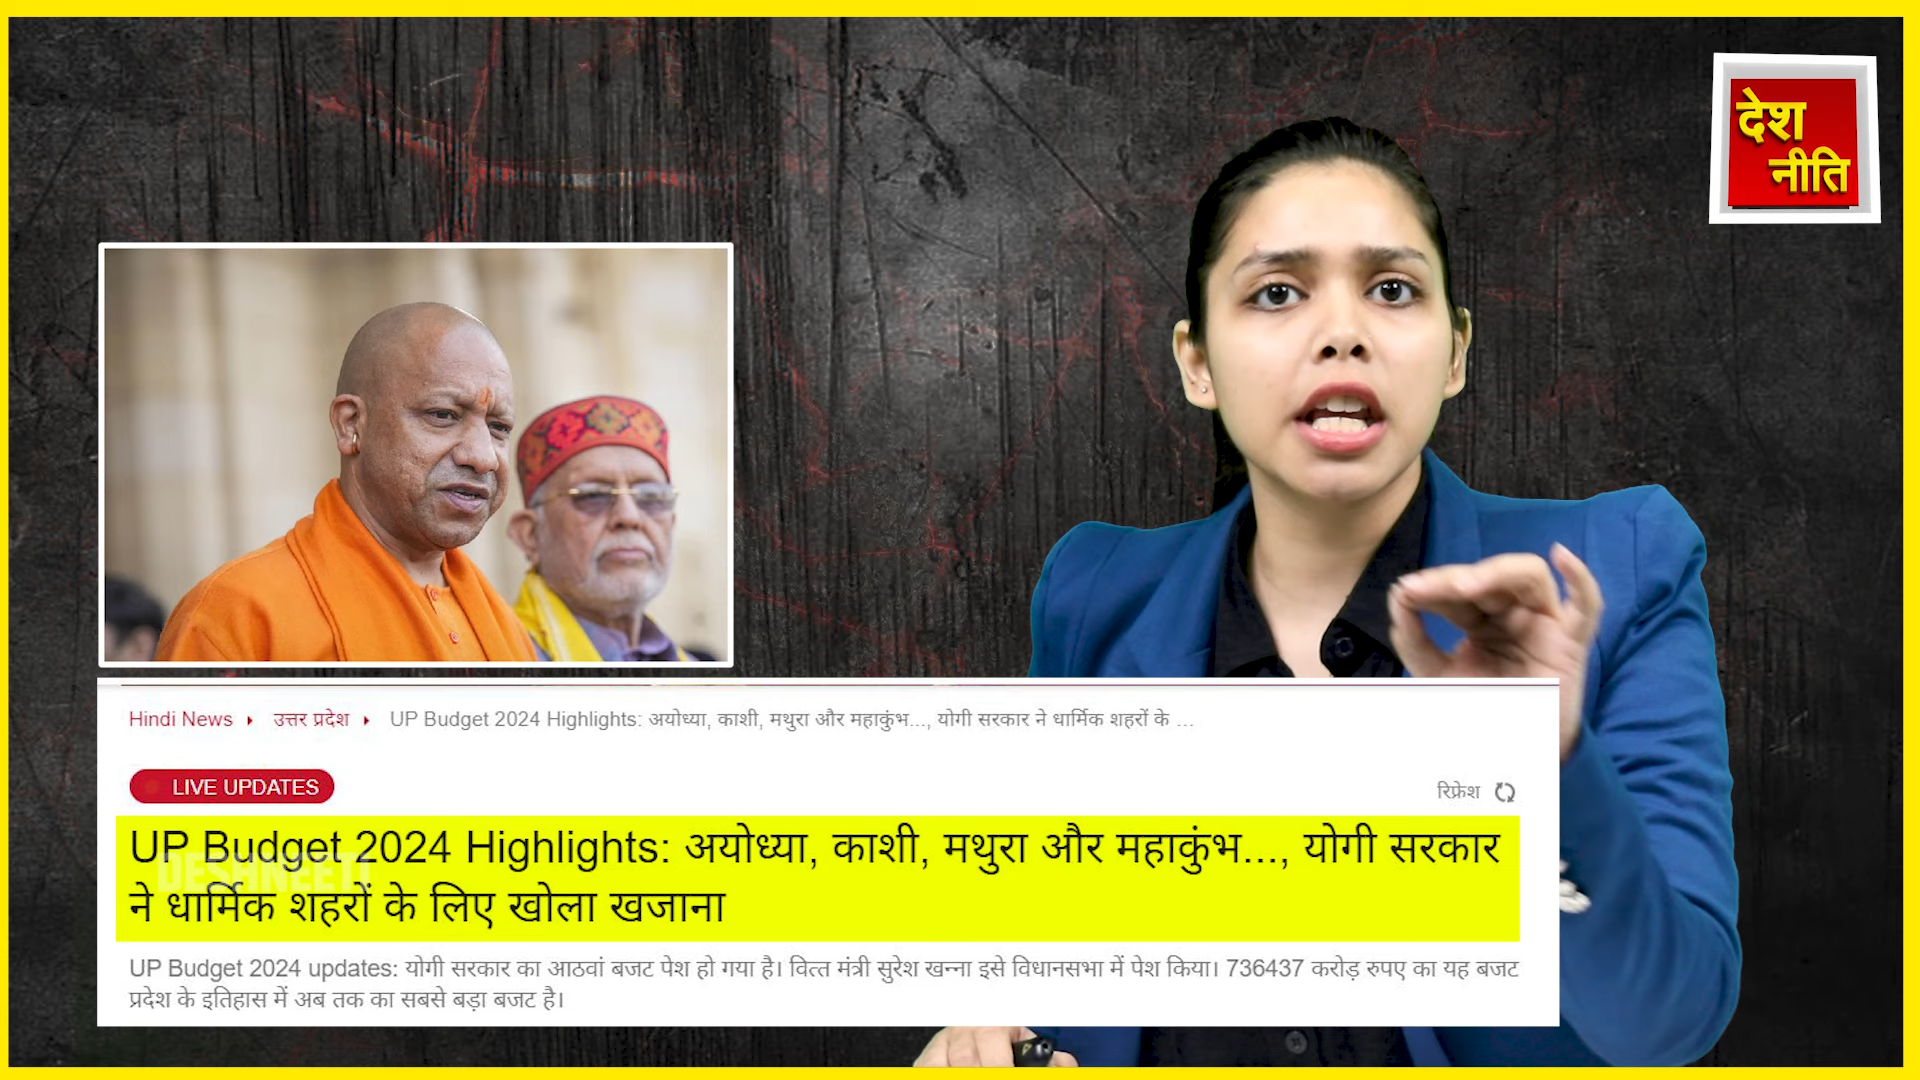 देश
नीति
Hindi News
उत्तर प्रदेश
UP Budget 2024 Highlights: अयोध्या, काशी, मथुरा और महाकुंभ..., योगी सरकार ने धार्मिक शहरों के ...
LIVE UPDATES
रिफ्रेश
UP Budget 2024 Highlights: अयोध्या, काशी, मथुरा और महाकुंभ..., योगी सरकार
ने धार्मिक शहरों के लिए खोला खजाना
DESHNEETI
UP Budget 2024 updates: योगी सरकार का आठवां बजट पेश हो गया है। वित्त मंत्री सुरेश खन्ना इसे विधानसभा में पेश किया। 736437 करोड़ रुपए का यह बजट
प्रदेश के इतिहास में अब तक का सबसे बड़ा बजट है।